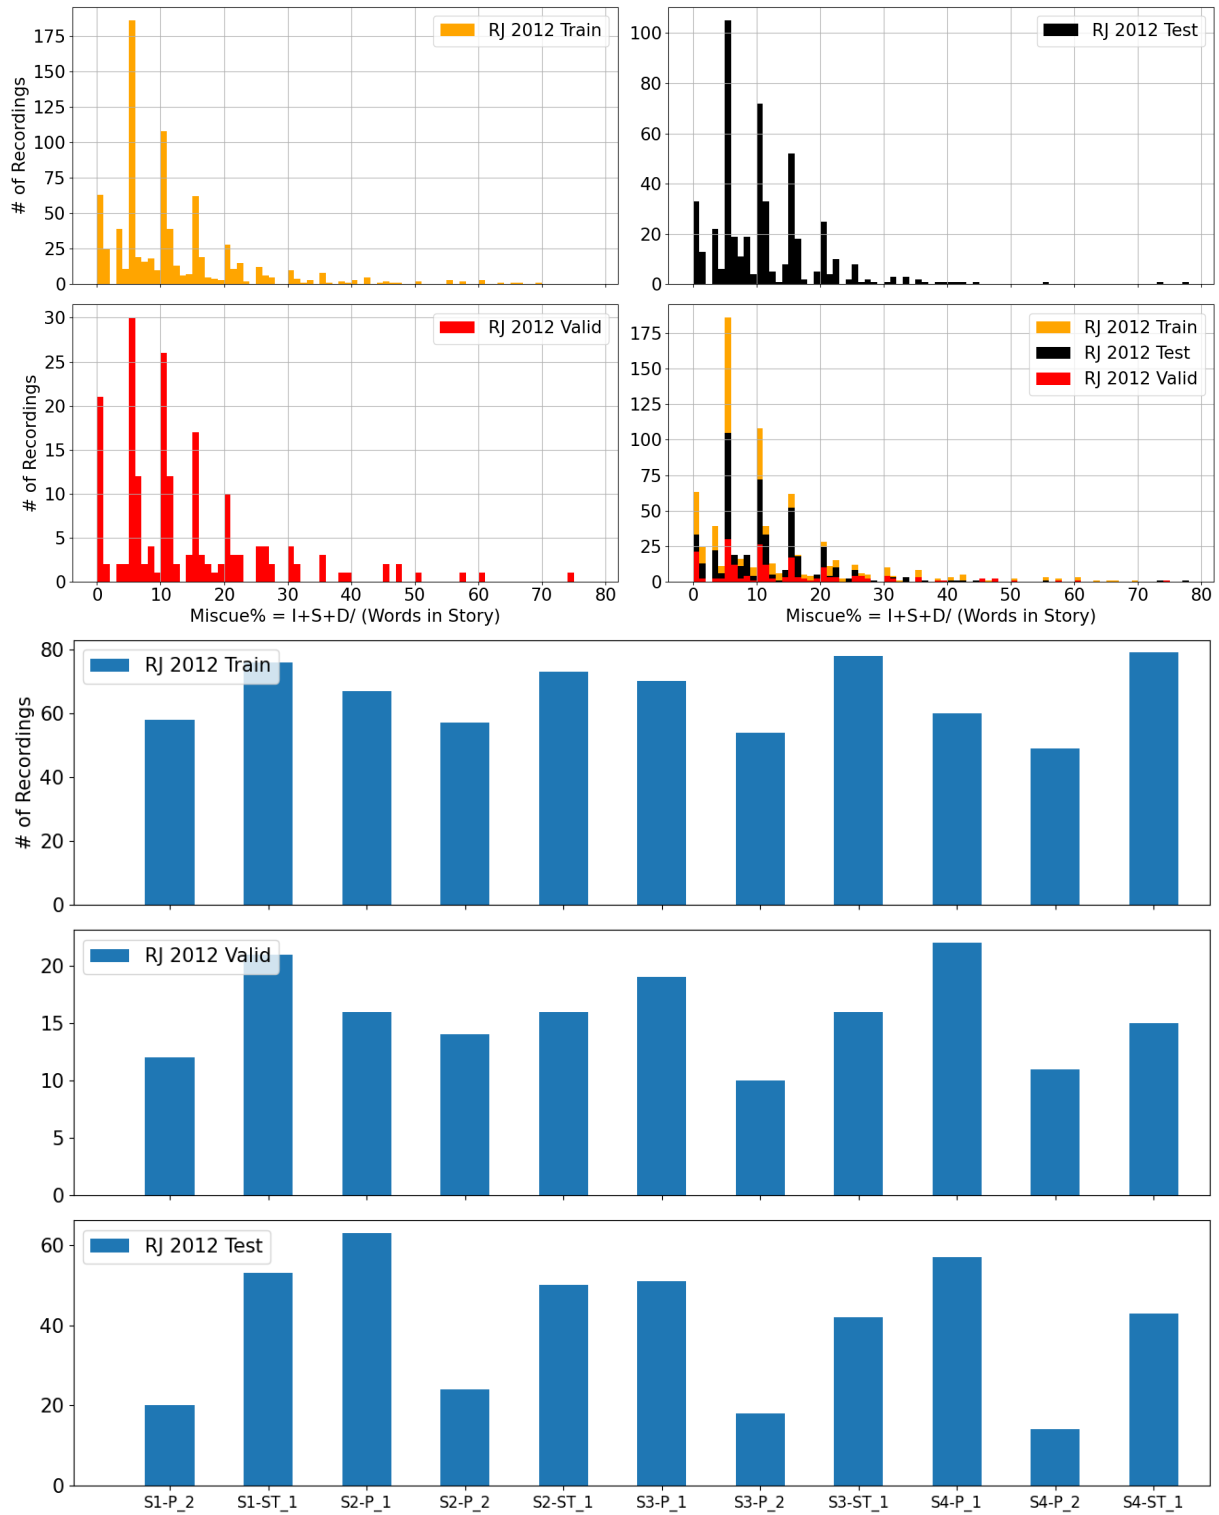 RJ 2012 Train
# of Recordings
175
150
125
100
75
50
25
0
RJ 2012 Test
100
80
60
40
20
0
RJ 2012 Valid
# of Recordings
30
25
20
15
10
5
0
0 10 20 30 40 50 60 70 80
Miscue% = I+S+D/ (Words in Story)
RJ 2012 Train
RJ 2012 Test
RJ 2012 Valid
175
150
125
100
75
50
25
0
0 10 20 30 40 50 60 70 80
Miscue% = I+S+D/ (Words in Story)
RJ 2012 Train
# of Recordings
80
60
40
20
0
RJ 2012 Valid
20
15
10
5
0
RJ 2012 Test
60
40
20
0
S1-P_2 S1-ST_1 S2-P_1 S2-P_2 S2-ST_1 S3-P_1 S3-P_2 S3-ST_1 S4-P_1 S4-P_2 S4-ST_1